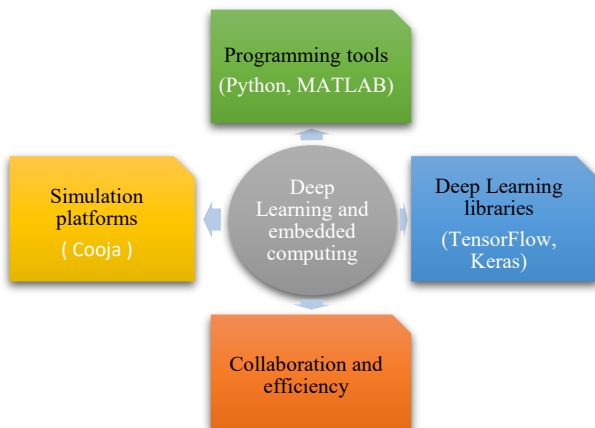 Programming tools
(Python, MATLAB)
Simulation
platforms
( Cooja )
Deep
Learning and
embedded
computing
Deep Learning
libraries
(TensorFlow,
Keras)
Collaboration and
efficiency